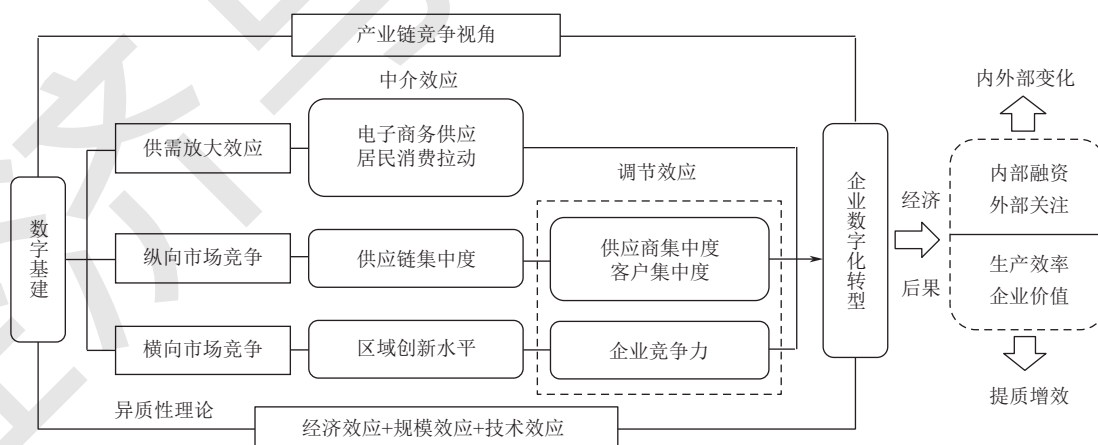 产业链竞争视角
中介效应
内外部变化
供需放大效应
电子商务供应
居民消费拉动
调节效应
数字基建
纵向市场竞争
供应链集中度
供应商集中度
客户集中度
企业数字化转型
经济
后果
内部融资
外部关注
生产效率
企业价值
横向市场竞争
区域创新水平
企业竞争力
提质增效
异质性理论
经济效应+规模效应+技术效应